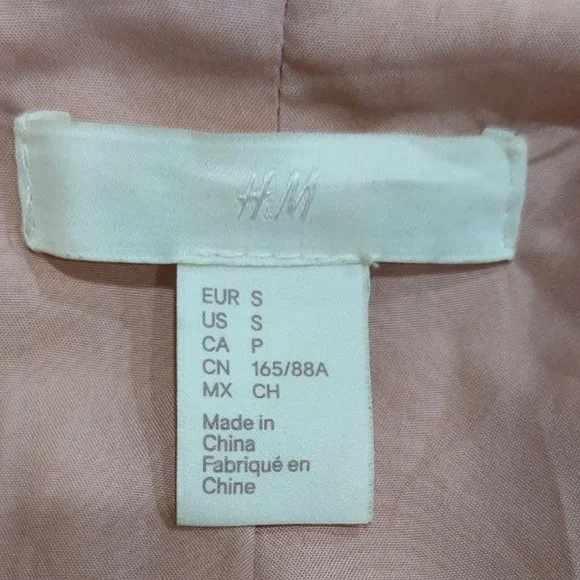 H&M
EUR S
US S
CA P
CN 165/88A
MX CH
Made in
China
Fabriqué en
Chine